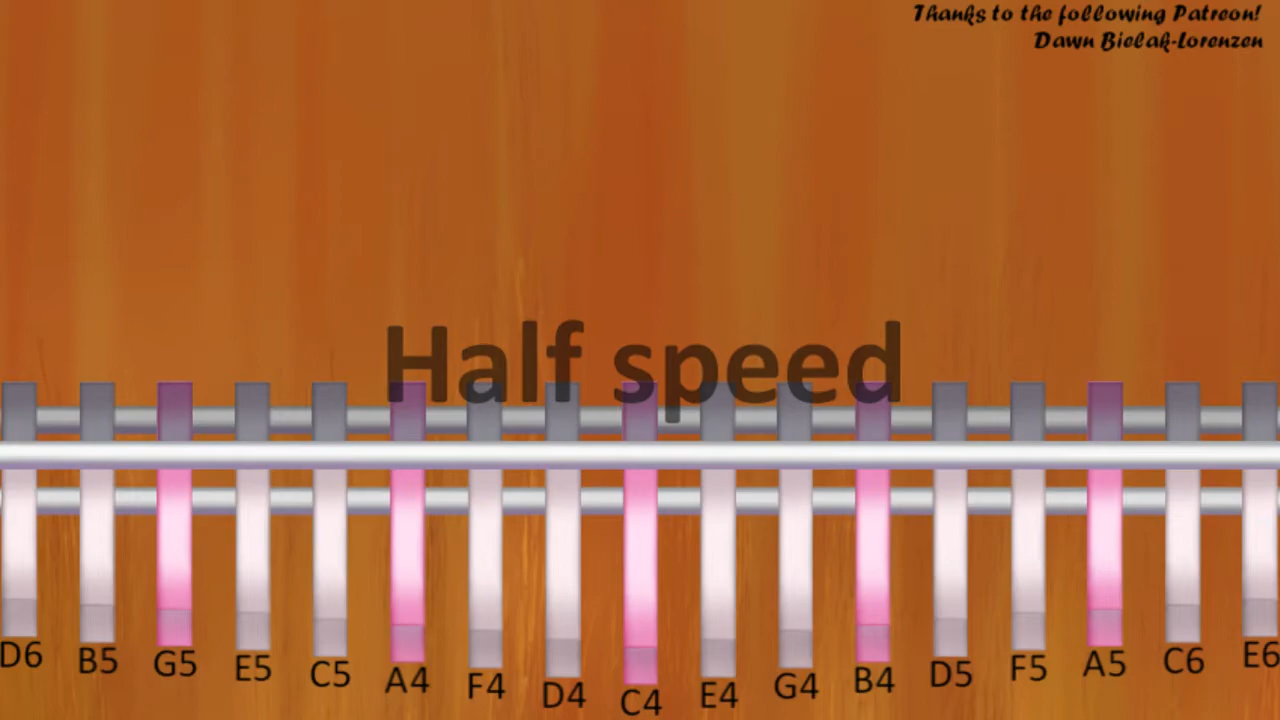 Thanks to the following Patreon!
Dawn Bielak-Lorenzen
Half speed
D6 B5 G5 E5 C5 A4 F4 D4 C4 E4 G4 B4 D5 F5 A5 C6 E6